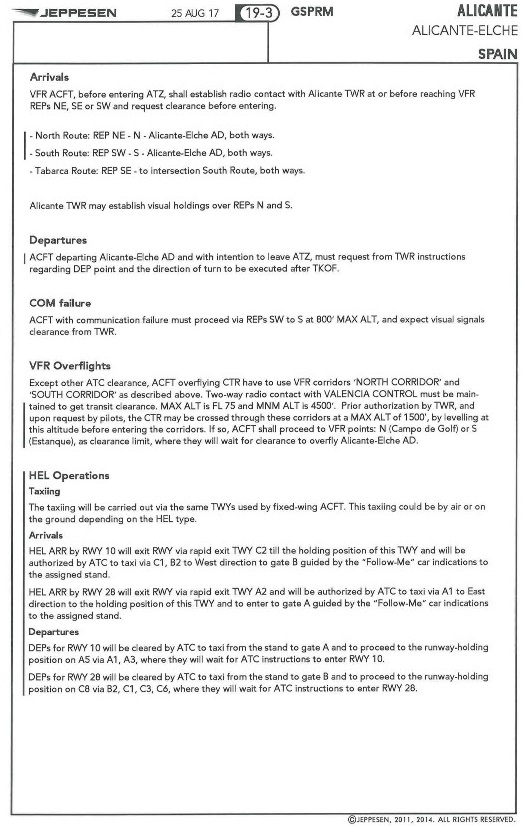 JEPPESEN 25 AUG 17 19-3 GSPRM ALICANTE
ALICANTE-ELCHE
SPAIN
Arrivals
VFR ACFT, before entering ATZ, shall establish radio contact with Alicante TWR at or before reaching VFR
REPs NE, SE or SW and request clearance before entering.
- North Route: REP NE - N - Alicante-Elche AD, both ways.
- South Route: REP SW - S - Alicante-Elche AD, both ways.
- Tabarca Route: REP SE - to intersection South Route, both ways.
Alicante TWR may establish visual holdings over REPs N and S.
Departures
ACFT departing Alicante-Elche AD and with intention to leave ATZ, must request from TWR instructions
regarding DEP point and the direction of turn to be executed after TKOF.
COM failure
ACFT with communication failure must proceed via REPs SW to S at 800' MAX ALT, and expect visual signals
clearance from TWR.
VFR Overflights
Except other ATC clearance, ACFT overflying CTR have to use VFR corridors 'NORTH CORRIDOR' and
'SOUTH CORRIDOR' as described above. Two-way radio contact with VALENCIA CONTROL must be main-
tained to get transit clearance. MAX ALT is FL 75 and MNM ALT is 4500'. Prior authorization by TWR, and
upon request by pilots, the CTR may be crossed through these corridors at a MAX ALT of 1500', by levelling at
this altitude before entering the corridors. If so, ACFT shall proceed to VFR points: N (Campo de Golf) or S
(Estanque), as clearance limit, where they will wait for clearance to overfly Alicante-Elche AD.
HEL Operations
Taxiing
The taxiing will be carried out via the same TWYs used by fixed-wing ACFT. This taxiing could be by air or on
the ground depending on the HEL type.
Arrivals
HEL ARR by RWY 10 will exit RWY via rapid exit TWY C2 till the holding position of this TWY and will be
authorized by ATC to taxi via C1, B2 to West direction to gate B guided by the "Follow-Me" car indications to
the assigned stand.
HEL ARR by RWY 28 will exit RWY via rapid exit TWY A2 and will be authorized by ATC to taxi via A1 to East
direction to the holding position of this TWY and to enter to gate A guided by the "Follow-Me" car indications
to the assigned stand.
Departures
DEPs for RWY 10 will be cleared by ATC to taxi from the stand to gate A and to proceed to the runway-holding
position on A5 via A1, A3, where they will wait for ATC instructions to enter RWY 10.
DEPs for RWY 28 will be cleared by ATC to taxi from the stand to gate B and to proceed to the runway-holding
position on C8 via B2, C1, C3, C6, where they will wait for ATC instructions to enter RWY 28.
©JEPPESEN, 2011, 2014. ALL RIGHTS RESERVED.